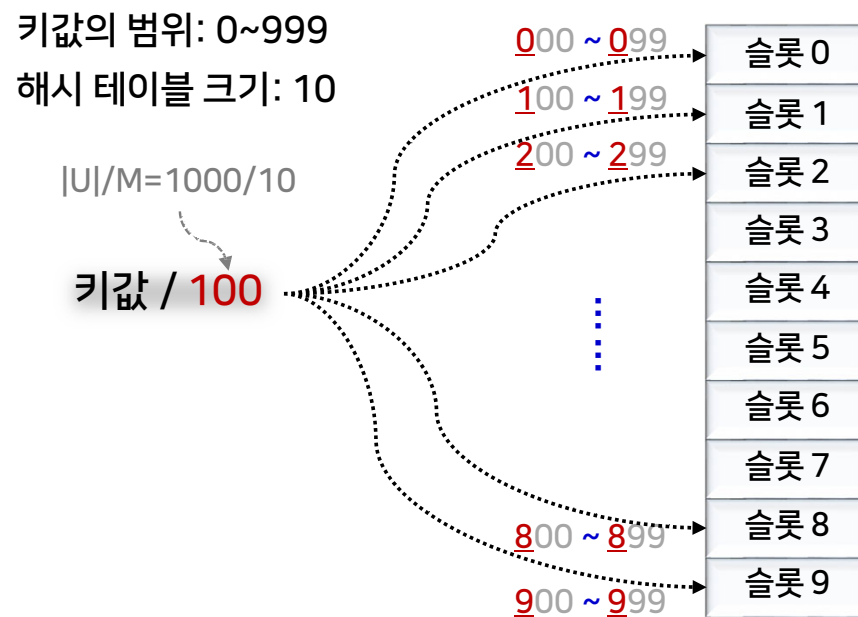 키값의 범위: 0~999
해시 테이블 크기: 10
|U|/M=1000/10
키값 / 100
000 ~ 099
100 ~ 199
200 ~ 299
800 ~ 899
900 ~ 999
슬롯 0
슬롯 1
슬롯 2
슬롯 3
슬롯 4
슬롯 5
슬롯 6
슬롯 7
슬롯 8
슬롯 9